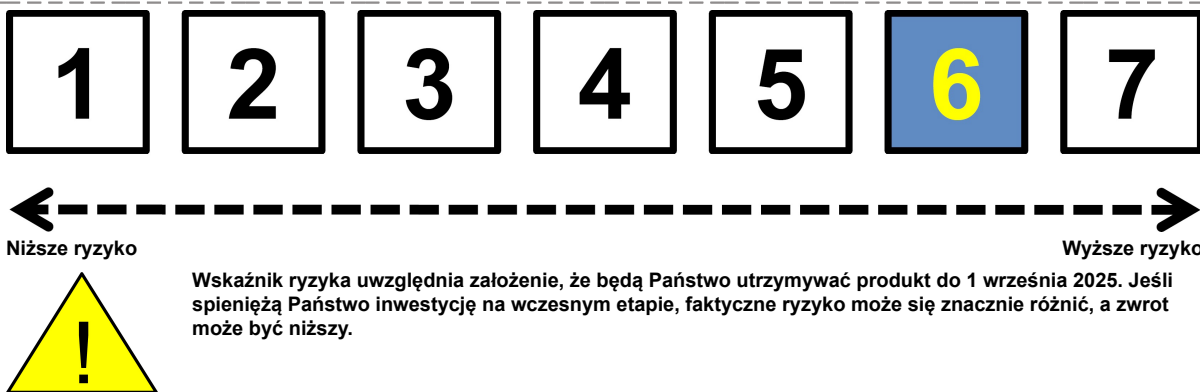 1 2 3 4 5 6 7
Niższe ryzyko Wyższe ryzyko
Wskaźnik ryzyka uwzględnia założenie, że będą Państwo utrzymywać produkt do 1 września 2025. Jeśli
spieniężą Państwo inwestycję na wczesnym etapie, faktyczne ryzyko może się znacznie różnić, a zwrot
może być niższy.
!